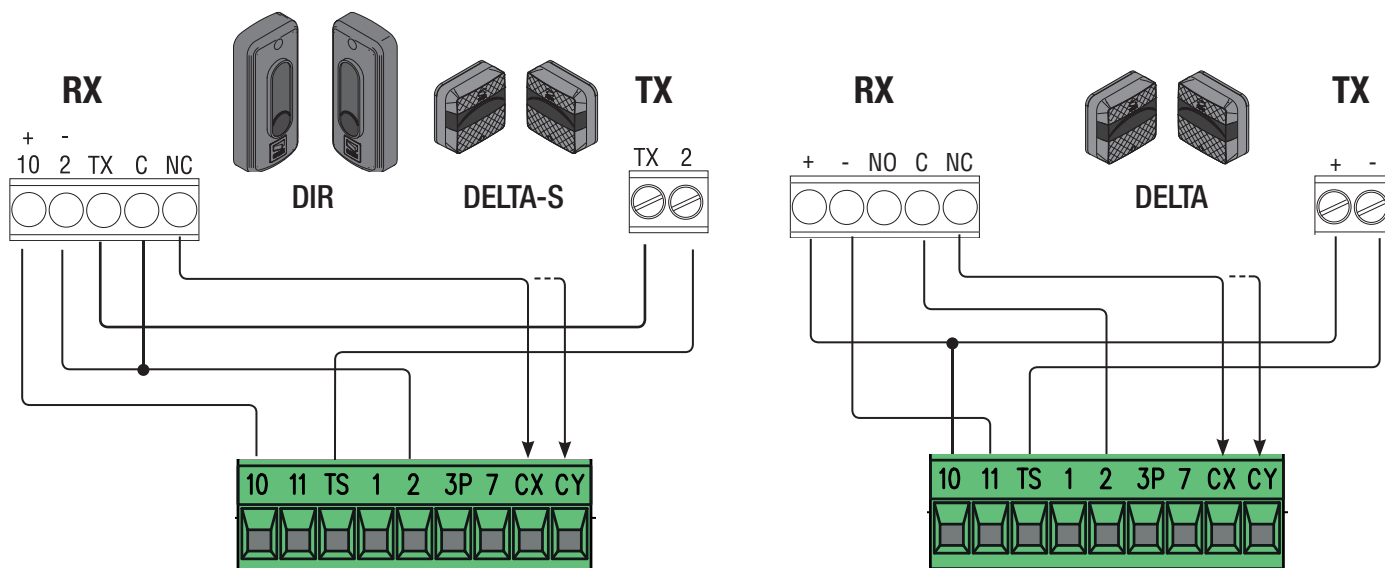 RX
TX
+ -
10 2 TX C NC
TX 2
DIR
DELTA-S
10 11 TS 1 2 3P 7 CX CY
RX
TX
+ - NO C NC
+ -
DELTA
10 11 TS 1 2 3P 7 CX CY